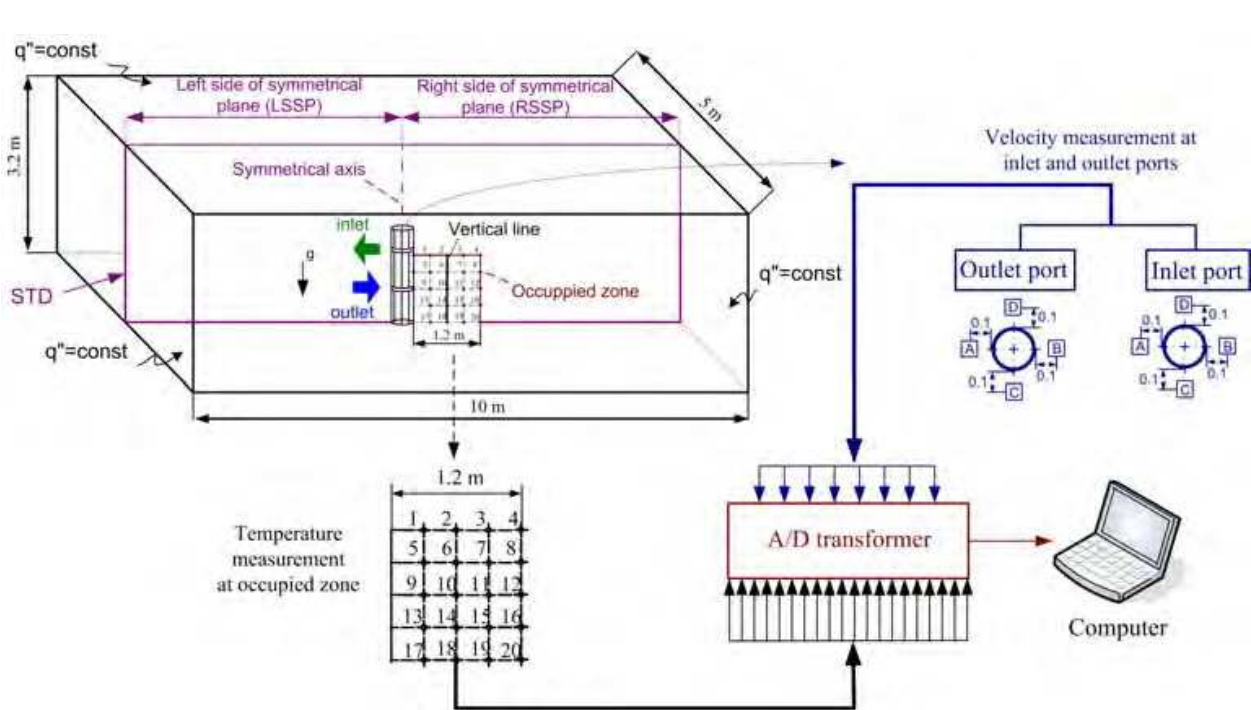 q"=const
Left side of symmetrical
plane (LSSP)
Right side of symmetrical
plane (RSSP)
5 m
3.2 m
Symmetrical axis
Velocity measurement at
inlet and outlet ports
inlet
Vertical line
g
Outlet port
Inlet port
q"=const
STD
outlet
Occuppied zone
1.2 m
q"=const
10 m
D
0.1
0.1
A
B
0.1
0.1
C
D
0.1
0.1
A
B
0.1
0.1
C
1.2 m
Temperature
measurement
at occupied zone
1 2 3 4
5 6 7 8
9 10 11 12
13 14 15 16
17 18 19 20
A/D transformer
Computer